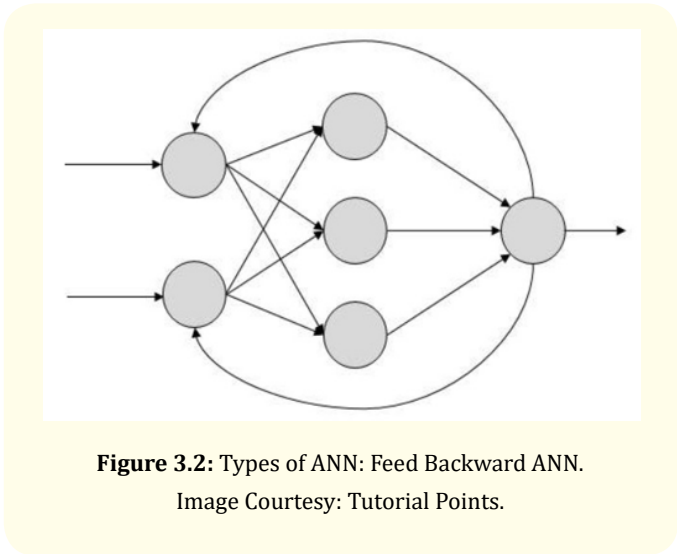 Figure 3.2: Types of ANN: Feed Backward ANN.
Image Courtesy: Tutorial Points.